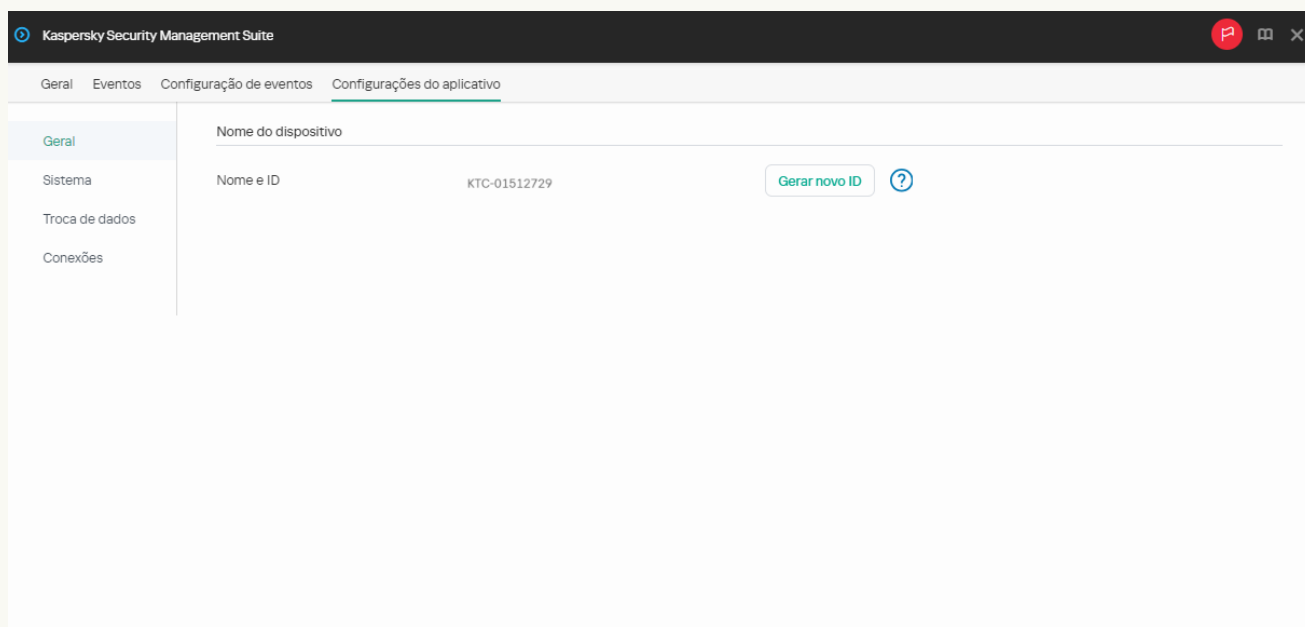 Kaspersky Security Management Suite
Geral Eventos Configuração de eventos Configurações do aplicativo
Geral
Sistema
Troca de dados
Conexões
Nome do dispositivo
Nome e ID KTC-01512729 Gerar novo ID ?